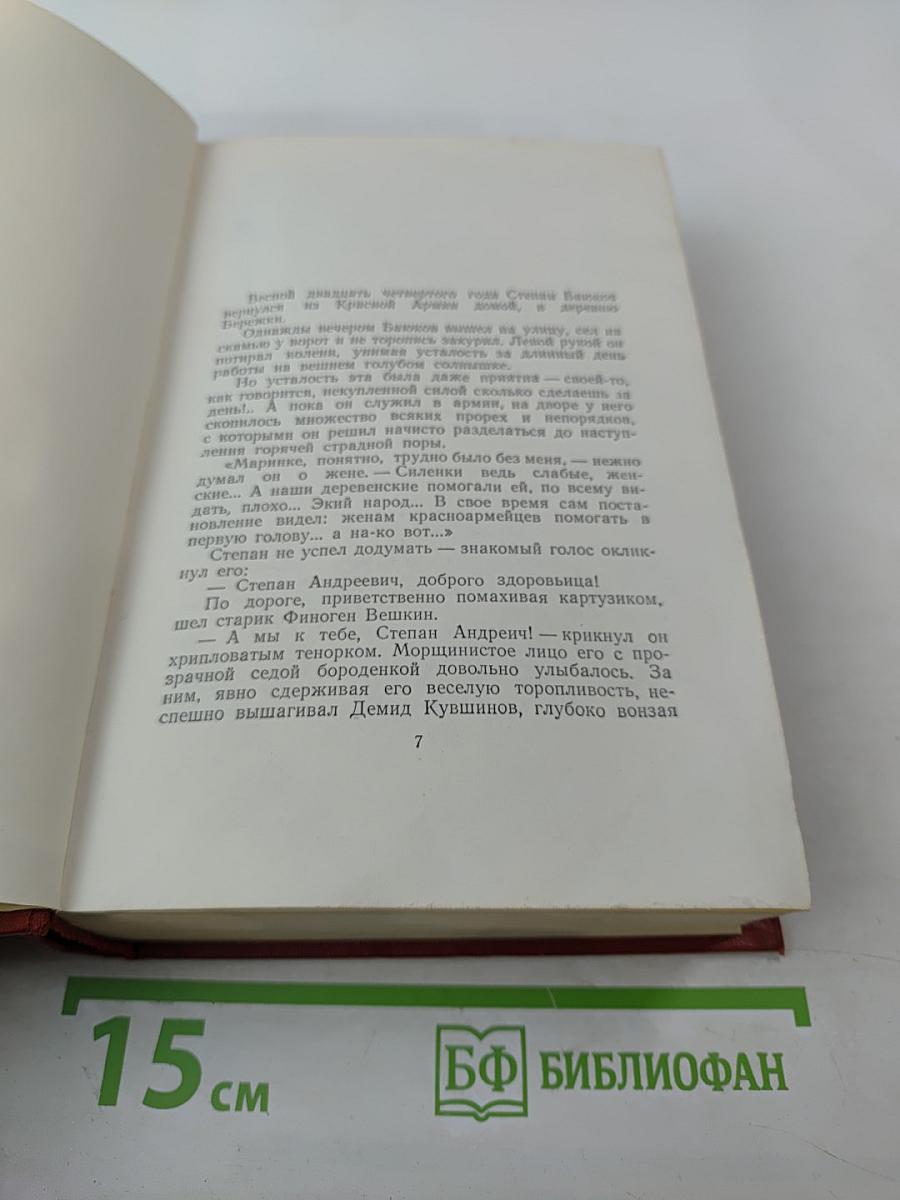 Весной двадцать четвертого года Степан Баюков
вернулся из Красной Армии домой, в деревню
Бережки.
Однажды вечером Баюков вышел на улицу, сел на
скамью у ворот и не торопясь закурил. Левой рукой он
потирал колени, унимая усталость за длинный день
работы на вешнем голубом солнышке.
Но усталость эта была даже приятна — своей-то,
как говорится, некупленной силой сколько сделаешь за
день!.. А пока он служил в армии, на дворе у него
скопилось множество всяких прорех и непорядков,
с которыми он решил начисто разделаться до наступ-
ления горячей страдной поры.
«Маринке, понятно, трудно было без меня, — нежно
думал он о жене. — Силенки ведь слабые, жен-
ские... А наши деревенские помогали ей, по всему ви-
дать, плохо... Экий народ... В свое время сам поста-
новление видел: женам красноармейцев помогать в
первую голову... а на-ко вот...»
Степан не успел додумать — знакомый голос оклик-
нул его:
— Степан Андреевич, доброго здоровьица!
По дороге, приветственно помахивая картузиком,
шел старик Финоген Вешкин.
— А мы к тебе, Степан Андреич! — крикнул он
хрипловатым тенорком. Морщинистое лицо его с про-
зрачной седой бороденкой довольно улыбалось. За
ним, явно сдерживая его веселую торопливость, не-
спешно вышагивал Демид Кувшинов, глубоко вонзая
7
15 см
БФ БИБЛИОФАН